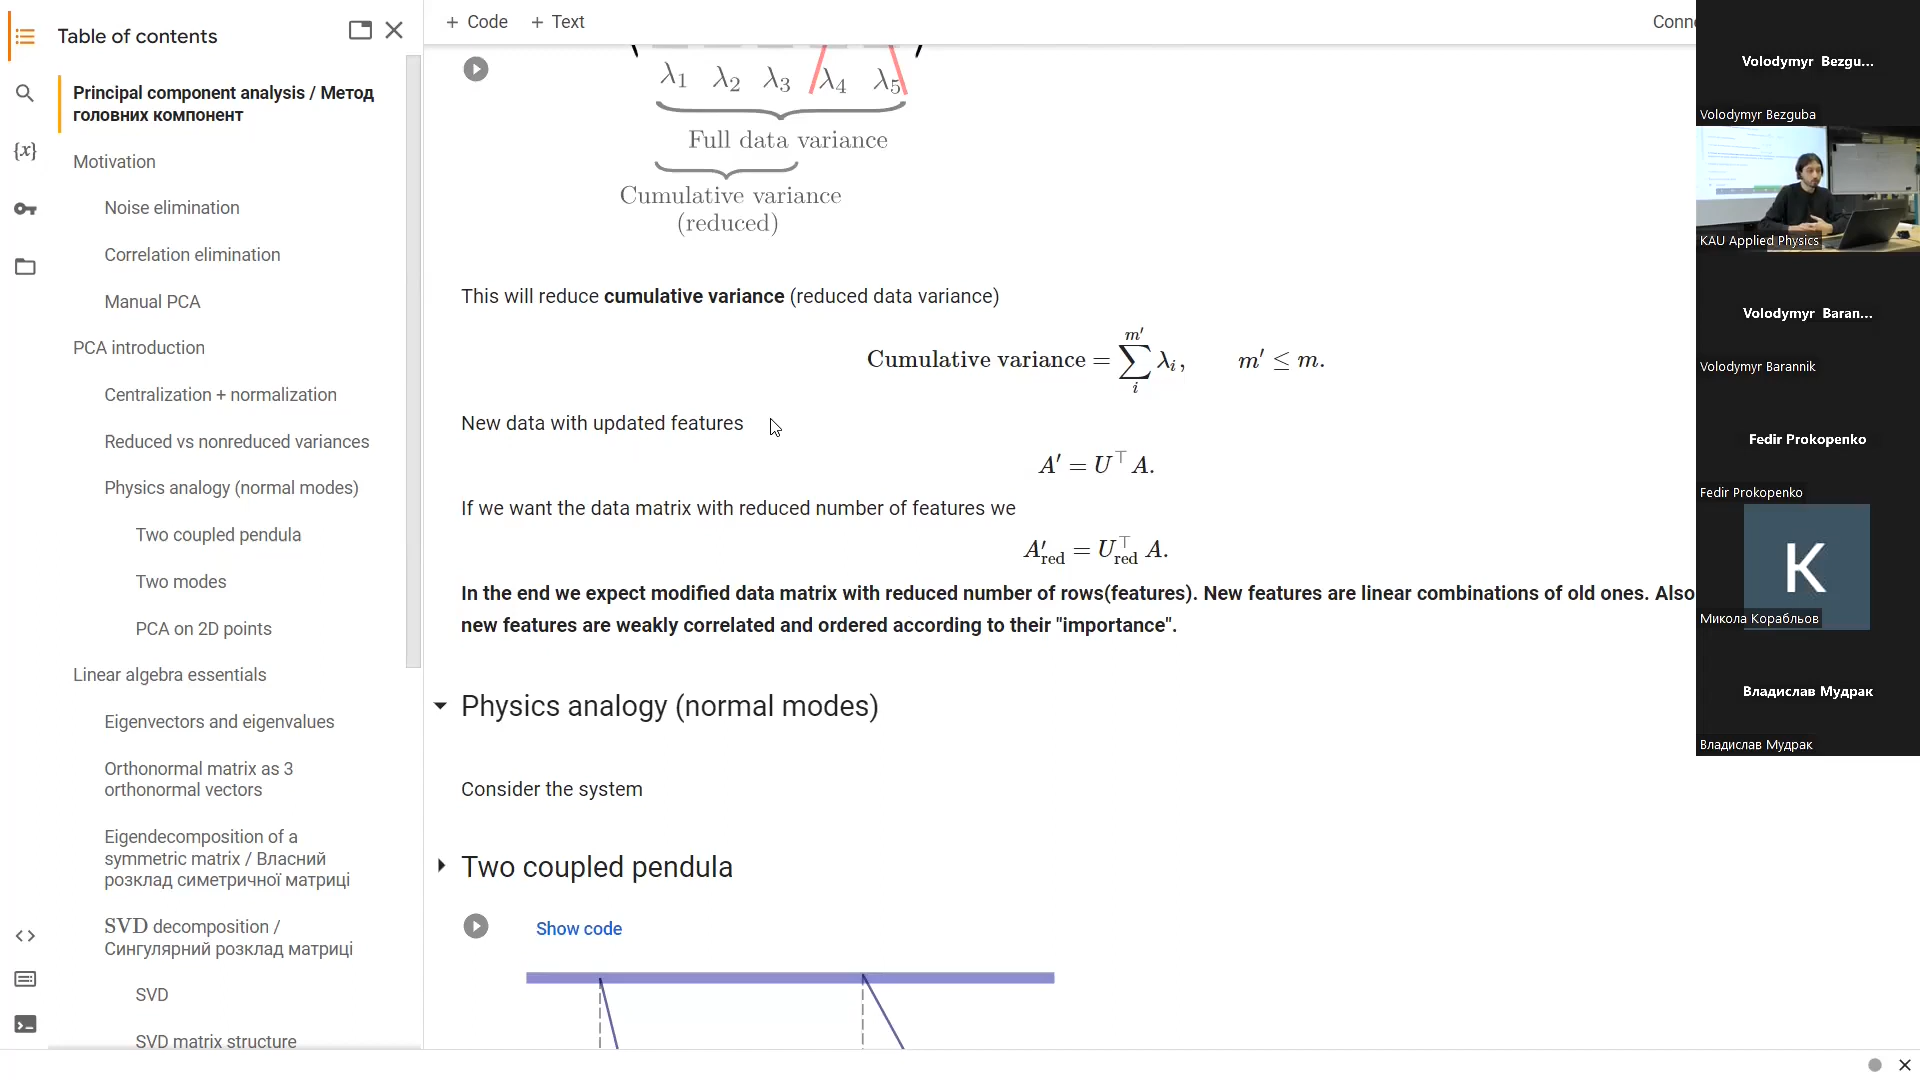 Table of contents
Principal component analysis / Метод
головних компонент
Motivation
Noise elimination
Correlation elimination
Manual PCA
PCA introduction
Centralization + normalization
Reduced vs nonreduced variances
Physics analogy (normal modes)
Two coupled pendula
Two modes
PCA on 2D points
Linear algebra essentials
Eigenvectors and eigenvalues
Orthonormal matrix as 3
orthonormal vectors
Eigendecomposition of a
symmetric matrix / Власний
розклад симетричної матриці
SVD decomposition /
Сингулярний розклад матриці
SVD
SVD matrix structure
{x}
+ Code + Text
λ1 λ2 λ3 λ4 λ5
Full data variance
Cumulative variance
(reduced)
This will reduce cumulative variance (reduced data variance)
Cumulative variance = ∑_i^{m′} λ_i, m′ ≤ m.
New data with updated features
A′ = U^⊤ A.
If we want the data matrix with reduced number of features we
A′_red = U_red^⊤ A.
In the end we expect modified data matrix with reduced number of rows(features). New features are linear combinations of old ones. Also
new features are weakly correlated and ordered according to their "importance".
Physics analogy (normal modes)
Consider the system
Two coupled pendula
Show code
Volodymyr Bezgu...
Volodymyr Bezguba
KAU Applied Physics
Volodymyr Baran...
Volodymyr Barannik
Fedir Prokopenko
Fedir Prokopenko
K
Микола Корабльов
Владислав Мудрак
Владислав Мудрак